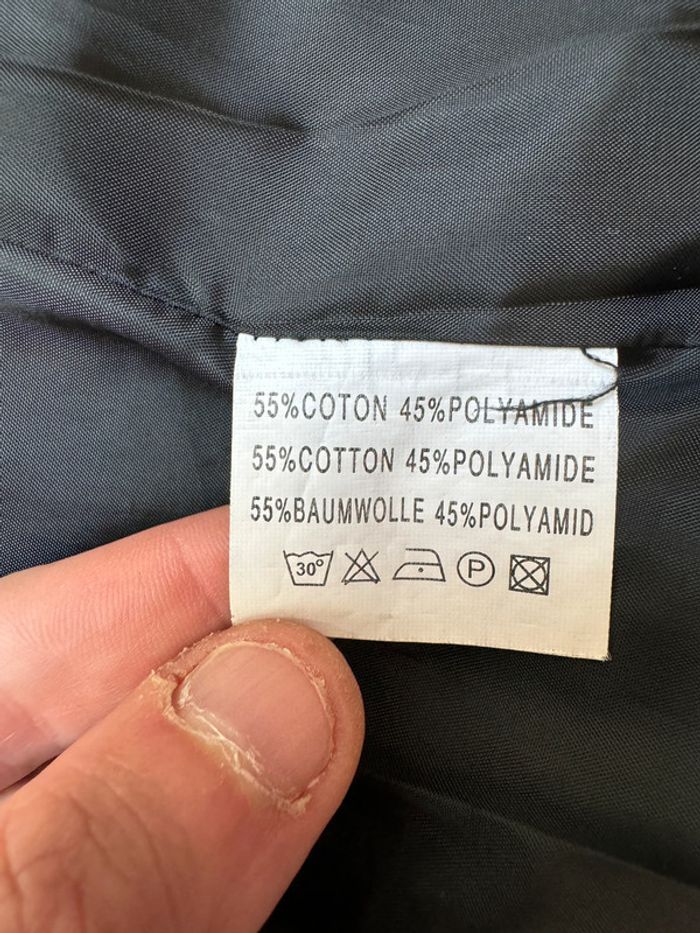 55%COTON 45%POLYAMIDE
55%COTTON 45%POLYAMIDE
55%BAUMWOLLE 45%POLYAMID
30° P